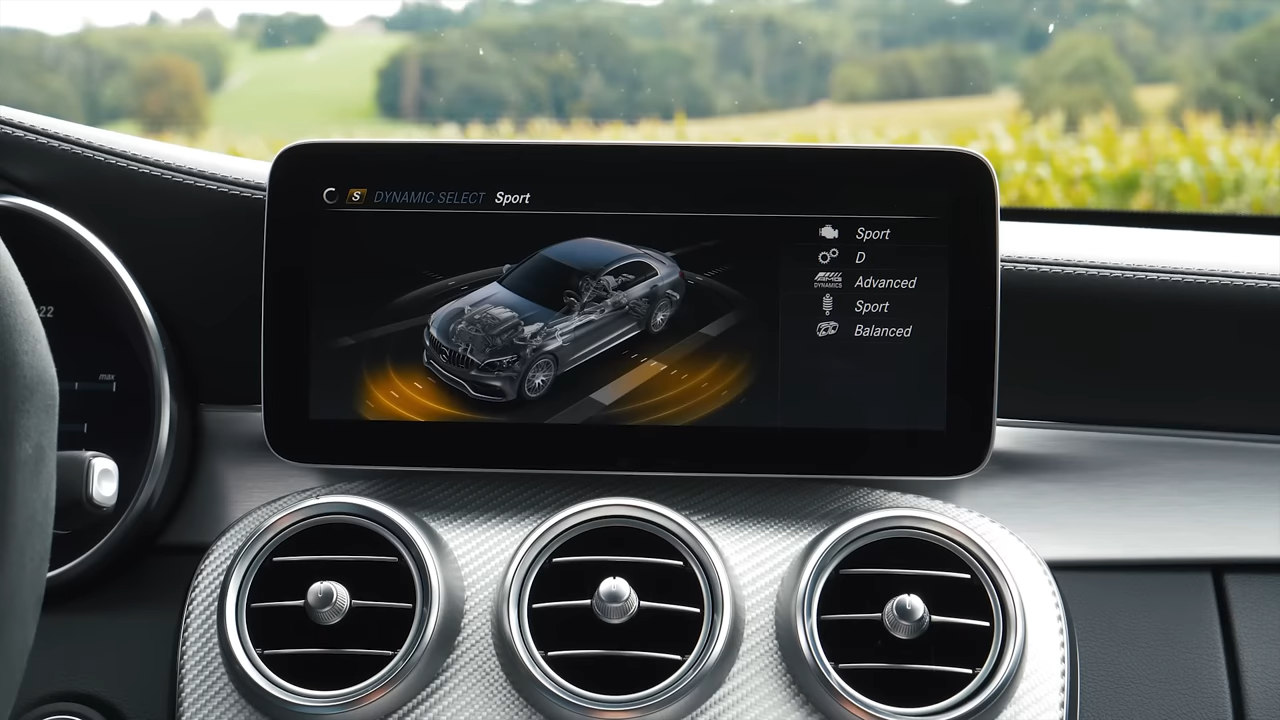 S DYNAMIC SELECT Sport
Sport
D
AMG DYNAMICS Advanced
Sport
Balanced
22
max